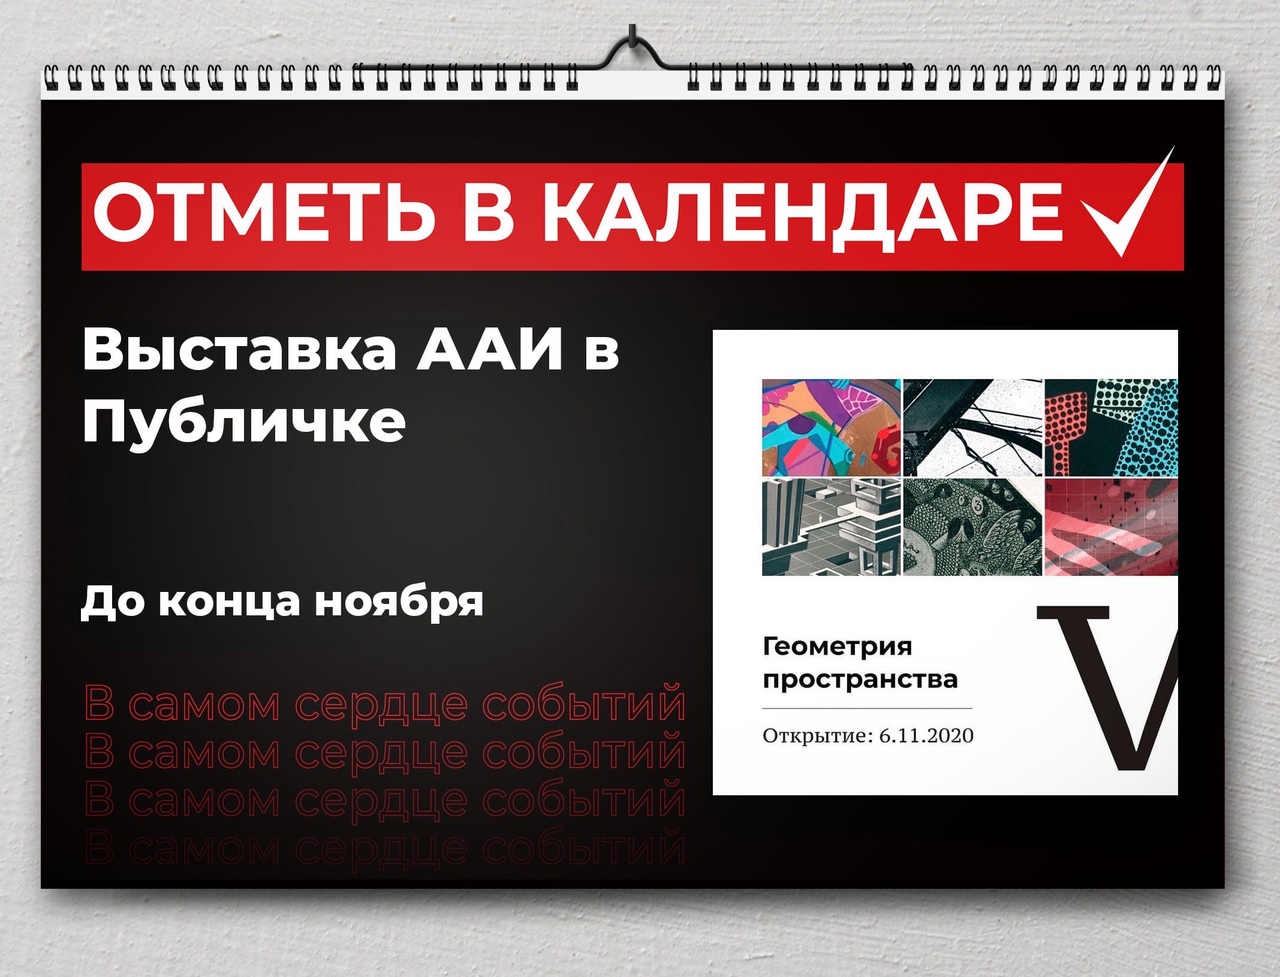 ОТМЕТЬ В КАЛЕНДАРЕ
Выставка ААИ в
Публичке
До конца ноября
В самом сердце событий
В самом сердце событий
В самом сердце событий
В самом сердце событий
Геометрия
пространства
Открытие: 6.11.2020
V